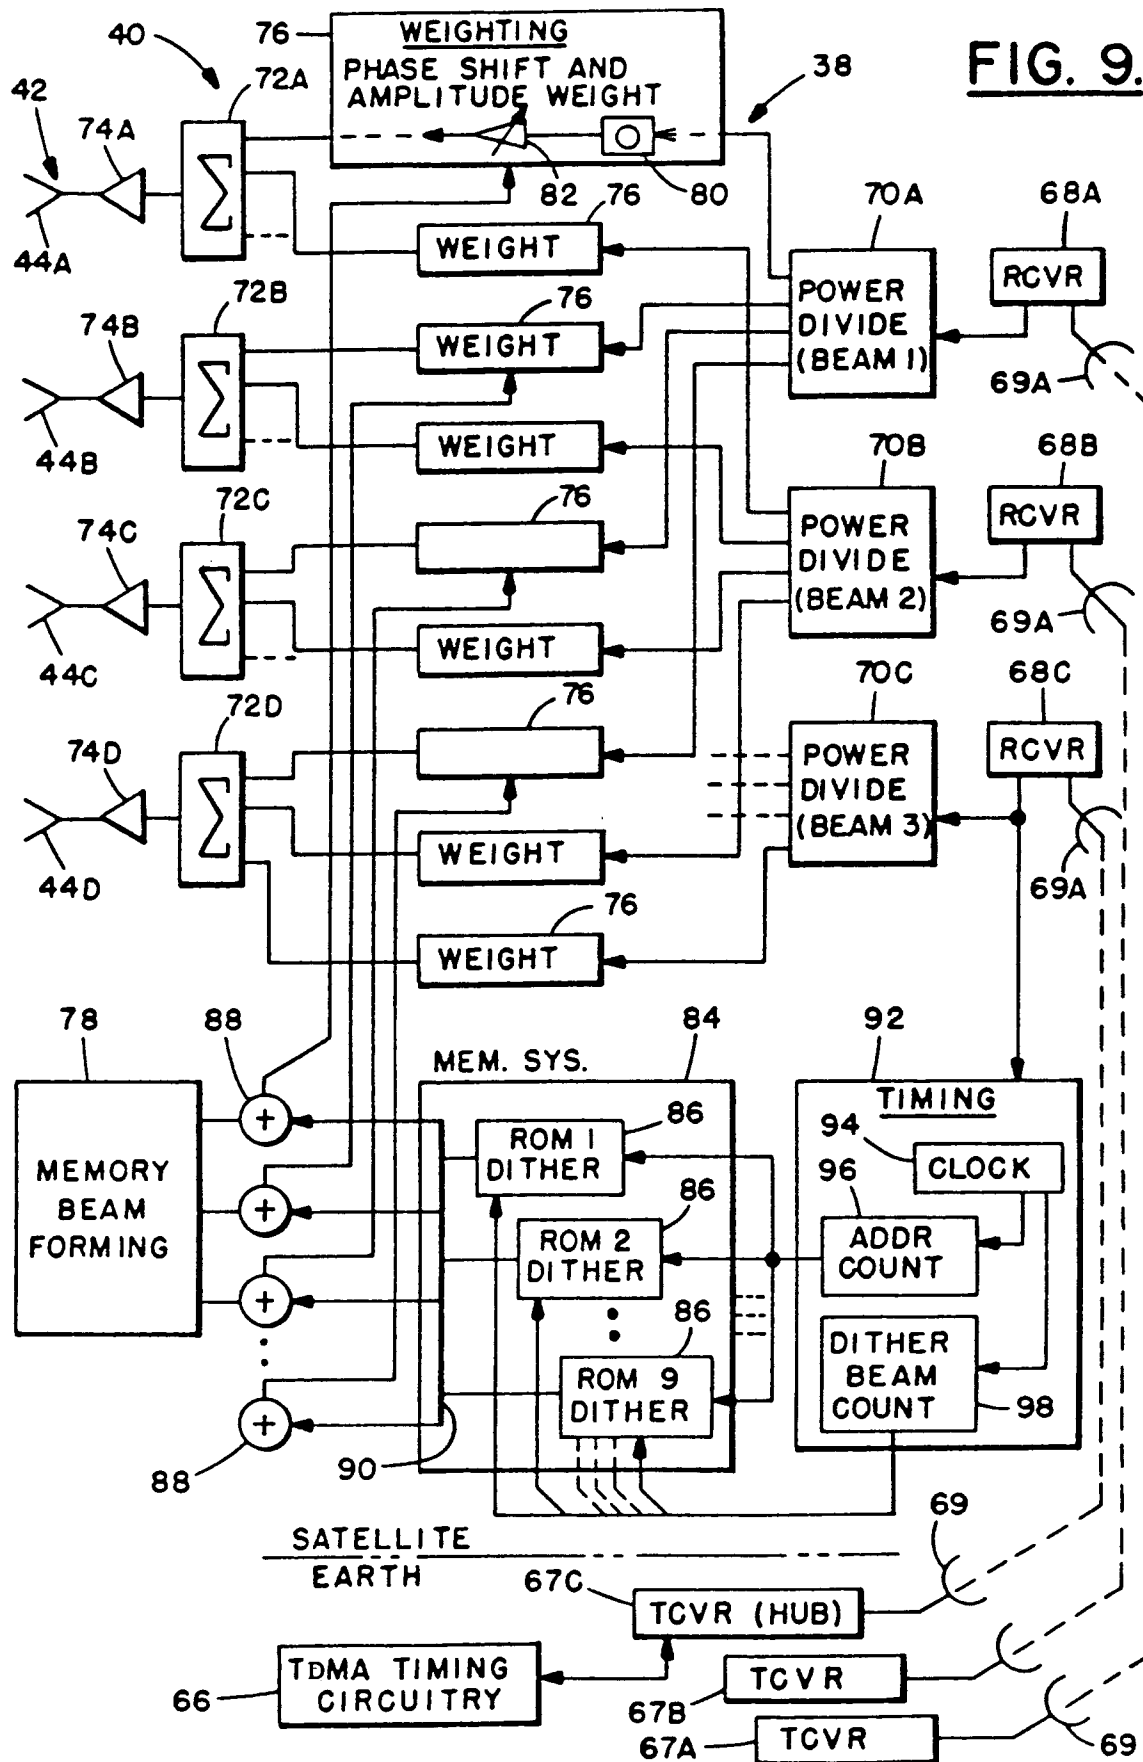 FIG. 9.
76
WEIGHTING
PHASE SHIFT AND
AMPLITUDE WEIGHT
40
72A
38
42
74A
Σ
82
80
44A
76
WEIGHT
70A
POWER
DIVIDE
(BEAM 1)
68A
RCVR
69A
72B
74B
Σ
44B
76
WEIGHT
WEIGHT
70B
POWER
DIVIDE
(BEAM 2)
68B
RCVR
69A
72C
74C
Σ
44C
76
WEIGHT
70C
POWER
DIVIDE
(BEAM 3)
68C
RCVR
69A
72D
74D
Σ
44D
76
WEIGHT
76
WEIGHT
78
MEMORY
BEAM
FORMING
88
+
+
+
+
88
MEM. SYS.
84
ROM 1
DITHER
86
ROM 2
DITHER
86
ROM 9
DITHER
86
90
92
TIMING
94
CLOCK
96
ADDR
COUNT
DITHER
BEAM
COUNT
98
SATELLITE
EARTH
67C
TCVR (HUB)
69
66
TDMA TIMING
CIRCUITRY
TCVR
67B
TCVR
67A
69